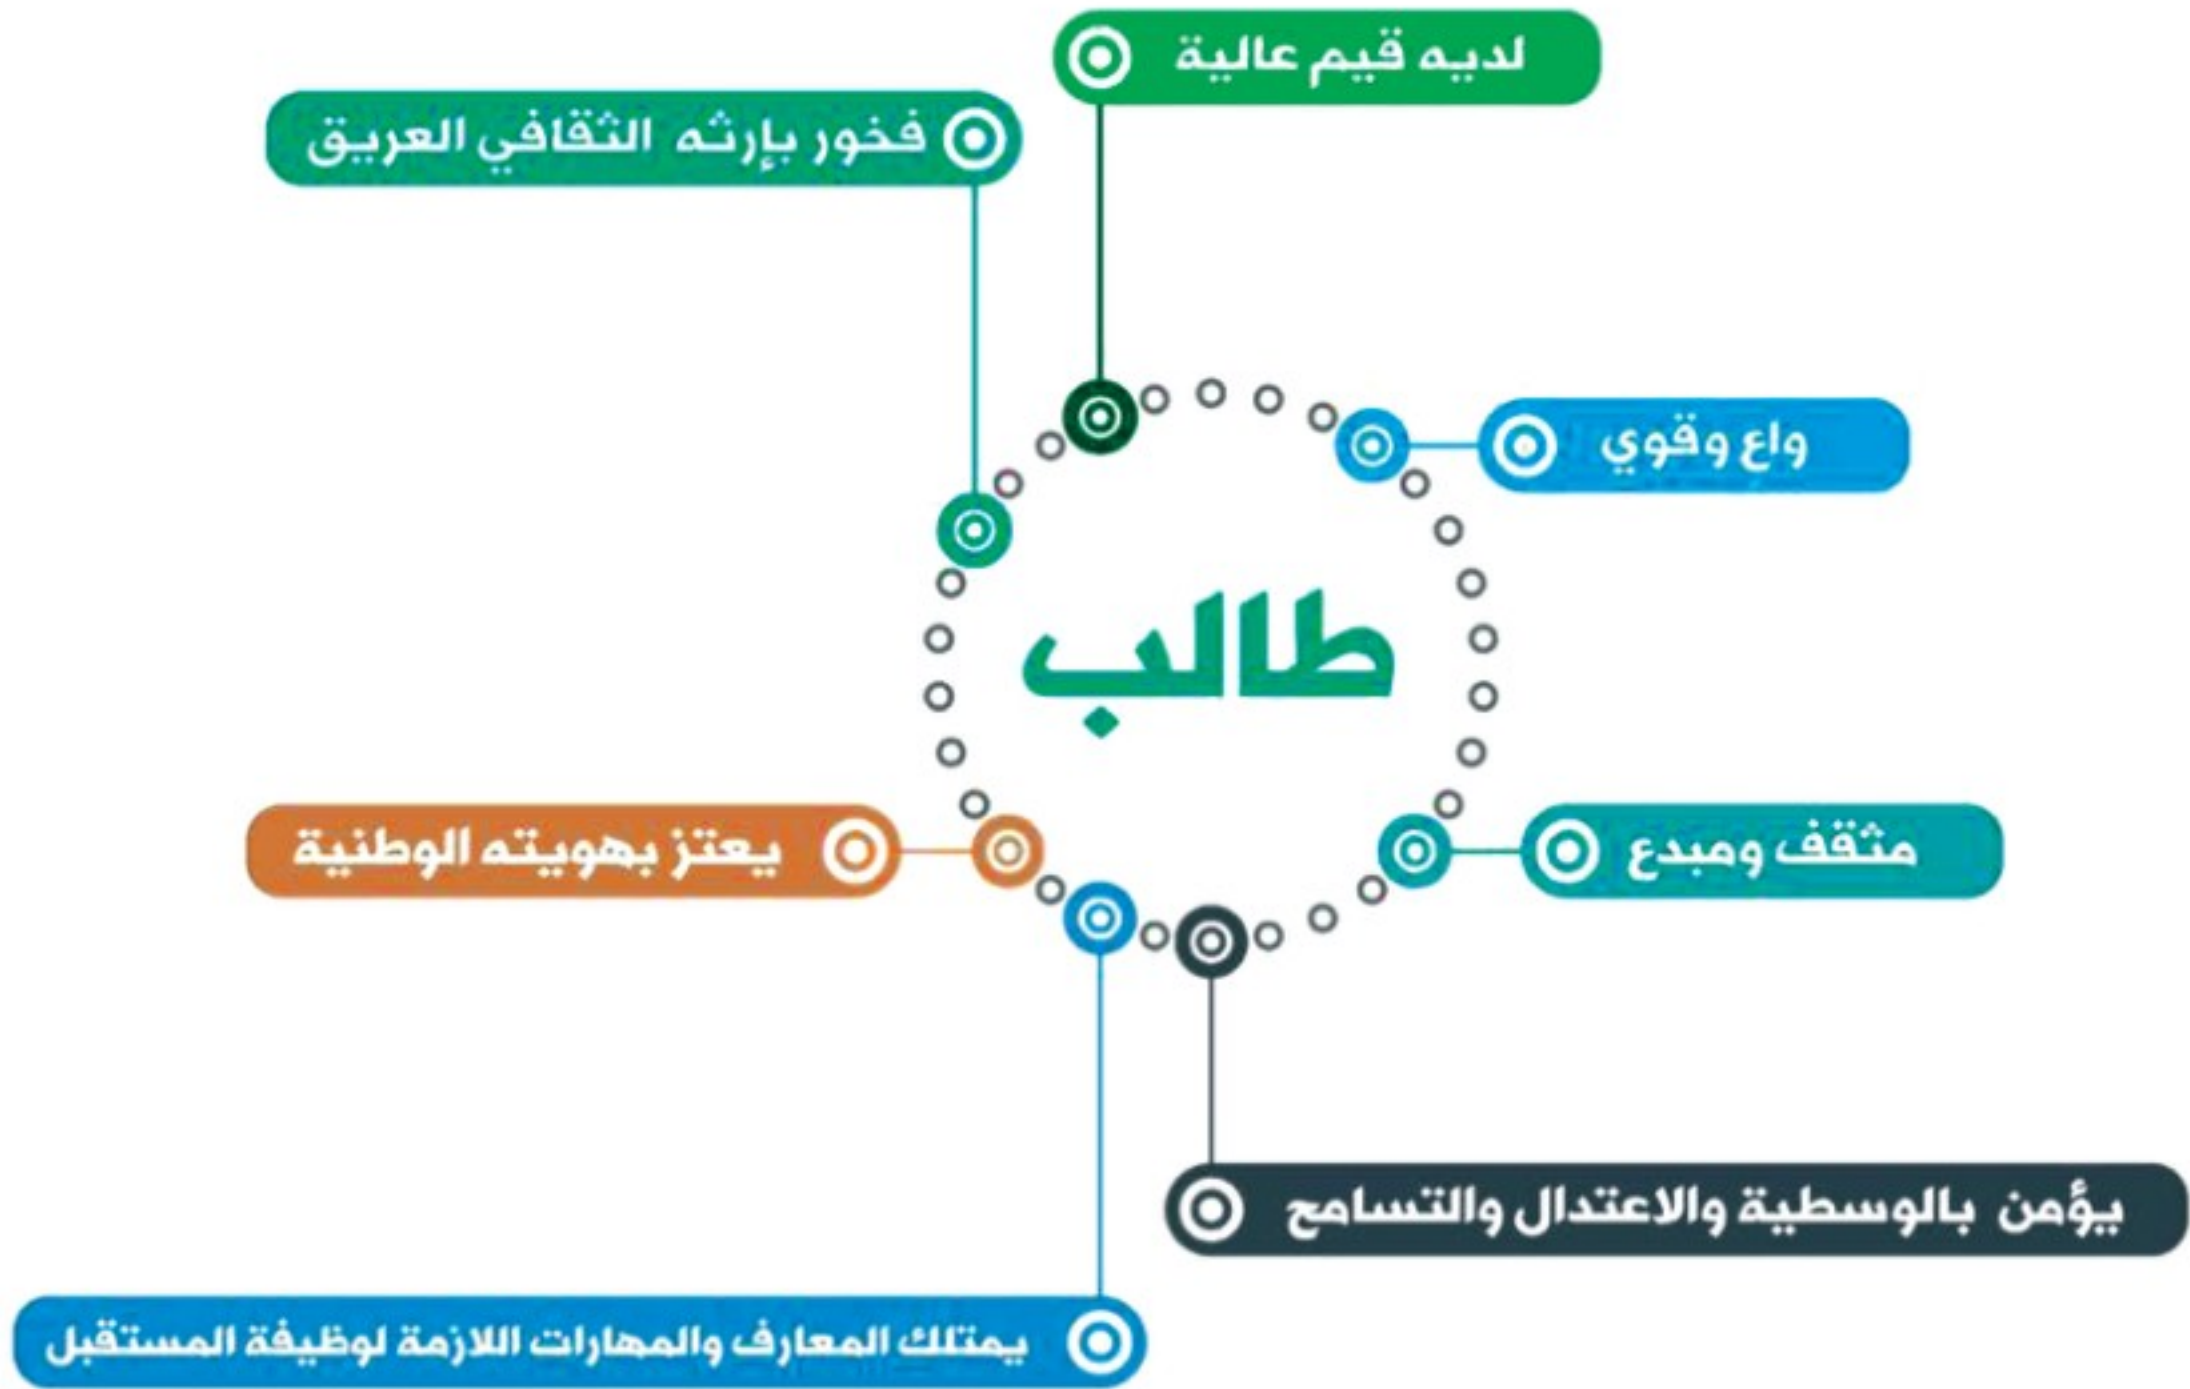 لديه قيم عالية
فخور بإرثه الثقافي العريق
واع وقوي
طالب
مثقف ومبدع
يعتز بهويته الوطنية
يؤمن بالوسطية والاعتدال والتسامح
يمتلك المعارف والمهارات اللازمة لوظيفة المستقبل